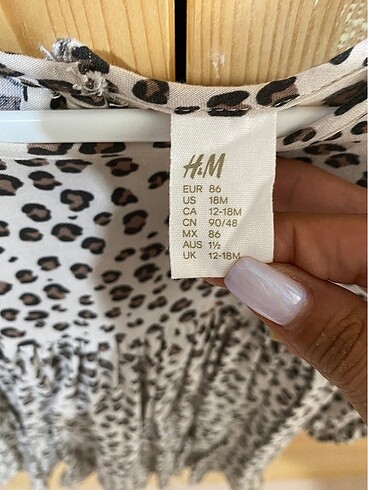 H&M
EUR 86
US 18M
CA 12-18M
CN 90/48
MX 86
AUS 1½
UK 12-18M